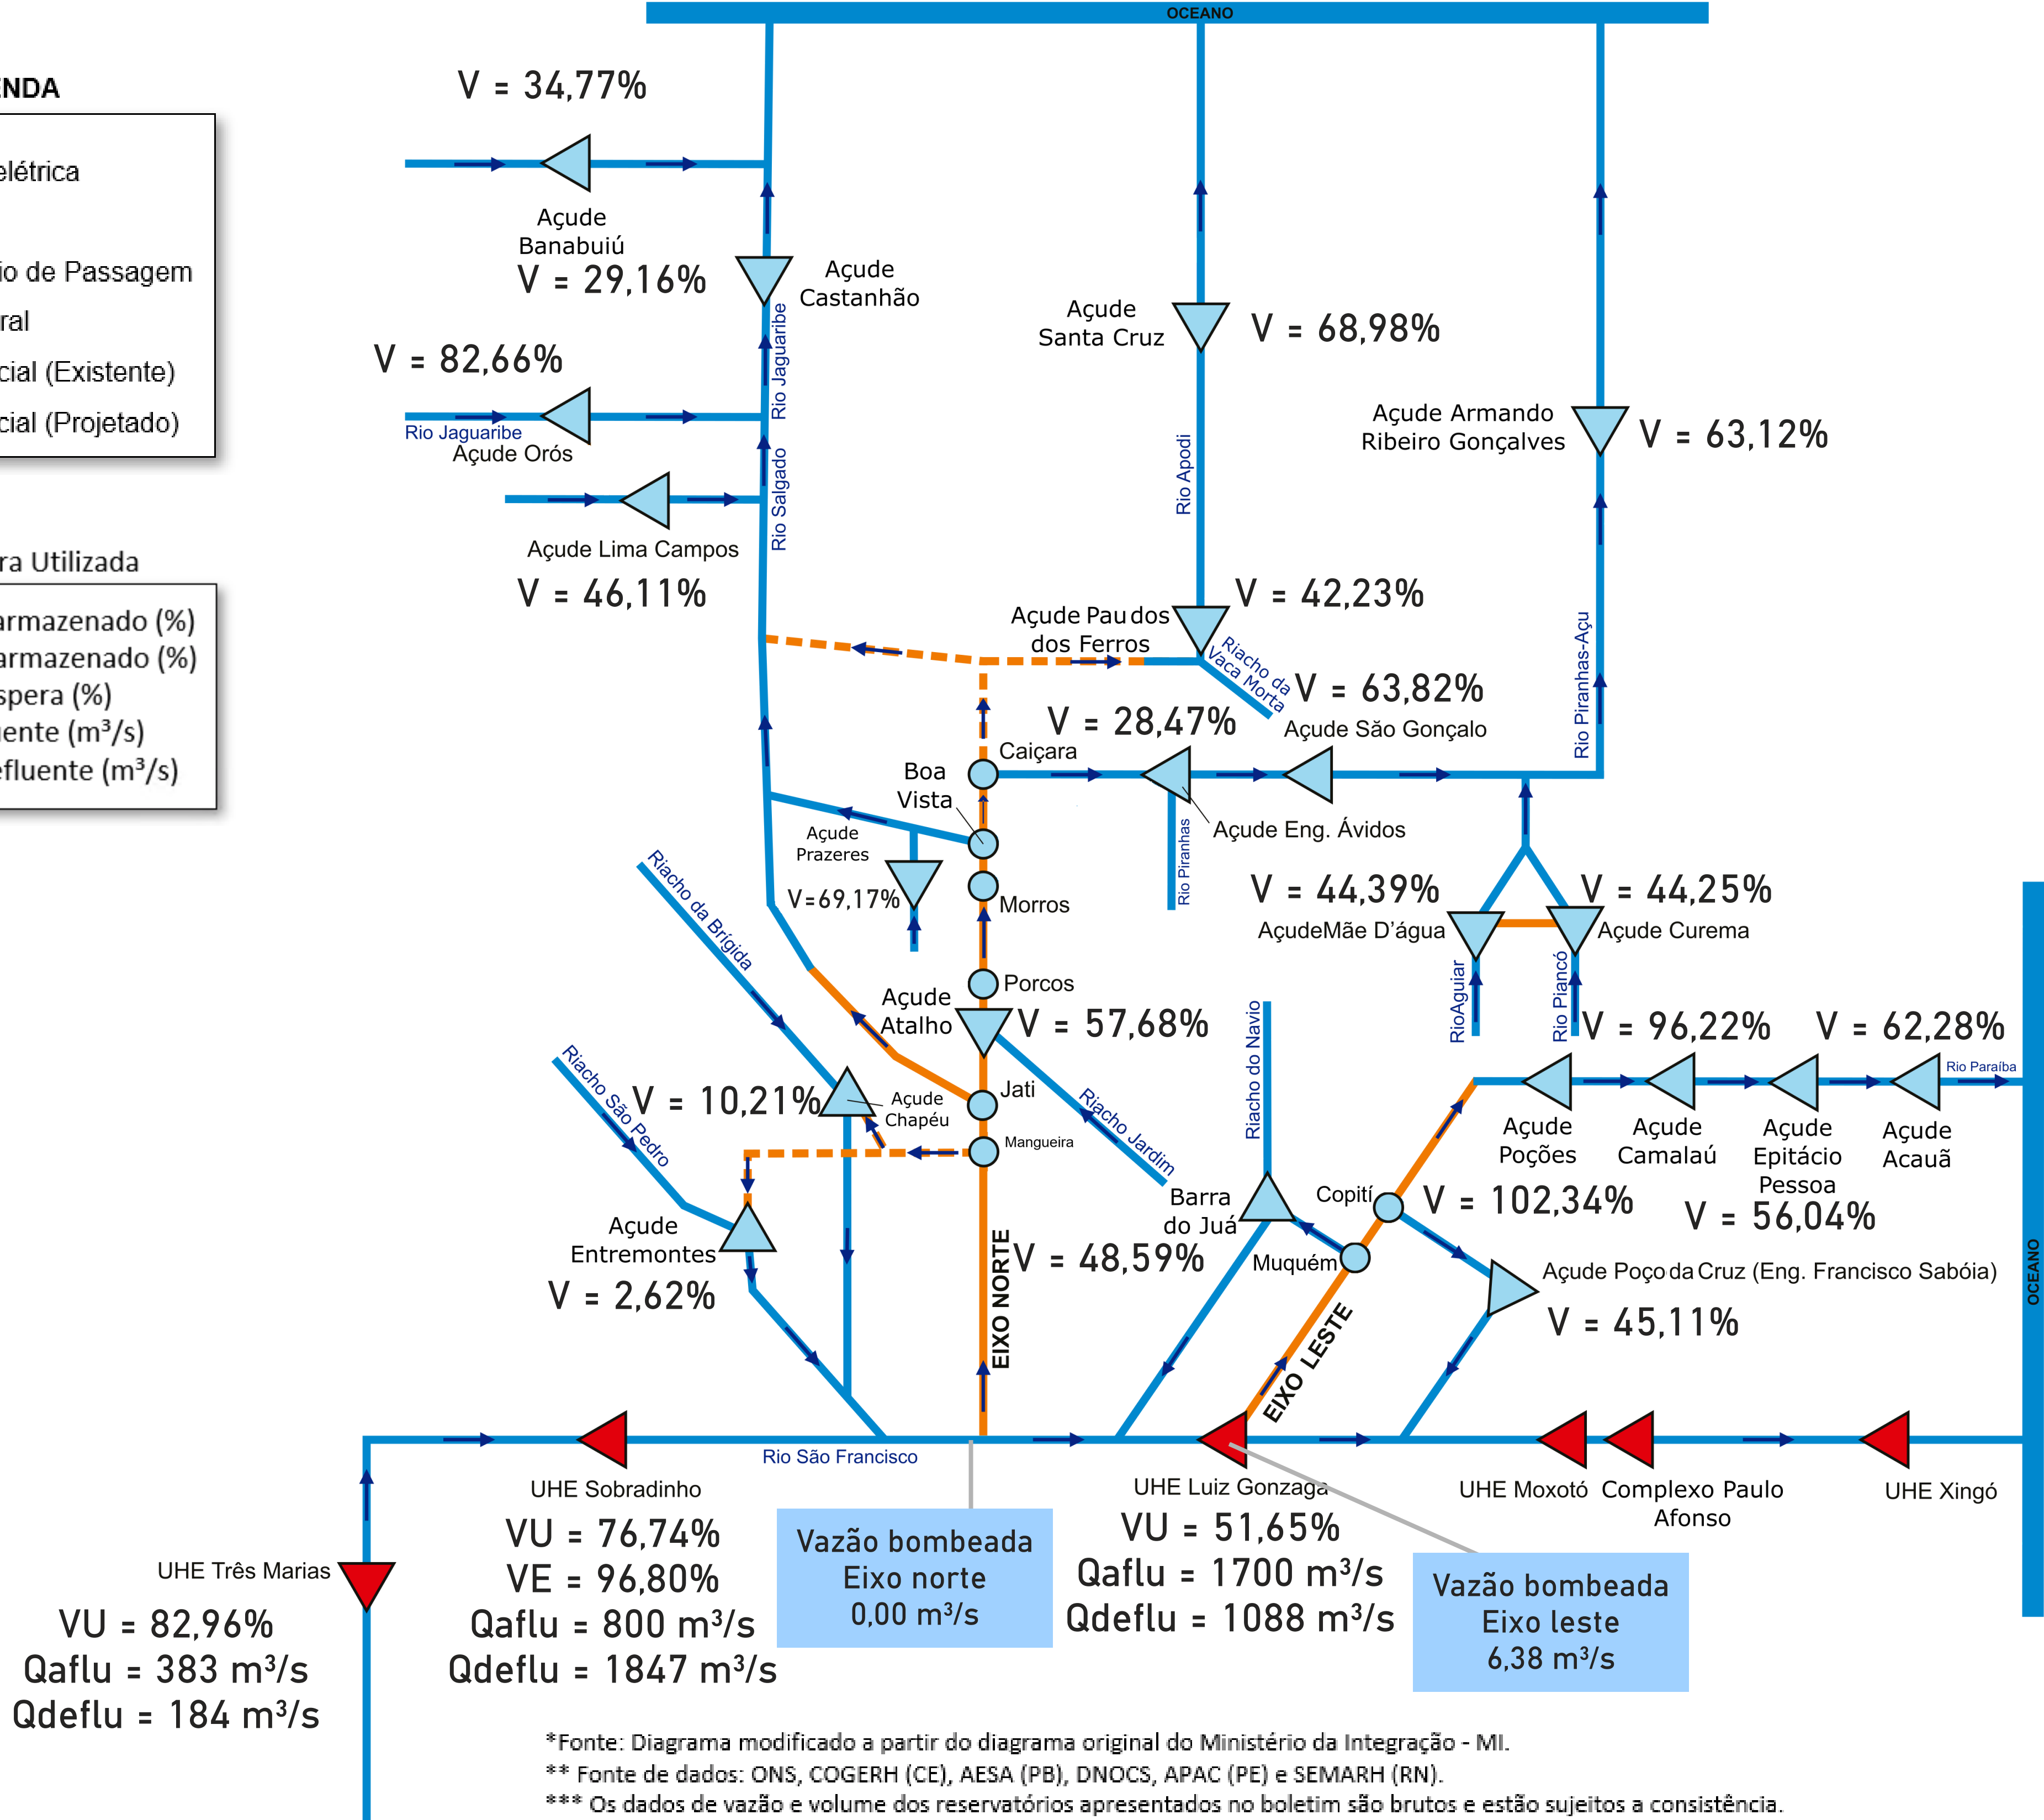 OCEANO
V = 34,77%
ENDA
elétrica
io de Passagem
ral
cial (Existente)
cial (Projetado)
Açude
Banabuiú
V = 29,16%
Açude
Castanhão
Rio Jaguaribe
Açude
Santa Cruz
V = 68,98%
V = 82,66%
Rio Jaguaribe
Açude Orós
Açude Armando
Ribeiro Gonçalves
V = 63,12%
Rio Salgado
Rio Apodi
Açude Lima Campos
V = 46,11%
ra Utilizada
armazenado (%)
armazenado (%)
spera (%)
uente (m³/s)
efluente (m³/s)
Açude Pau dos
dos Ferros
V = 42,23%
Riacho da
Vaca Morta
Rio Piranhas-Açu
V = 63,82%
Açude São Gonçalo
V = 28,47%
Caiçara
Boa
Vista
Açude Eng. Ávidos
Rio Piranhas
Açude
Prazeres
V=69,17%
Morros
Riacho da Brígida
V = 44,39%
AçudeMãe D'água
V = 44,25%
Açude Curema
RioAguiar
Rio Piancó
Porcos
Açude
Atalho
V = 57,68%
Riacho do Navio
V = 96,22%
V = 62,28%
Rio Paraíba
Riacho São Pedro
V = 10,21%
Açude
Chapéu
Jati
Mangueira
Riacho Jardim
Açude
Poções
Açude
Camalaú
Açude
Epitácio
Pessoa
Açude
Acauã
Barra
do Juá
Copití
V = 102,34%
V = 56,04%
Açude
Entremontes
V = 2,62%
EIXO NORTE
V = 48,59%
Muquém
Açude Poço da Cruz (Eng. Francisco Sabóia)
V = 45,11%
EIXO LESTE
OCEANO
Rio São Francisco
UHE Sobradinho
VU = 76,74%
VE = 96,80%
Qaflu = 800 m³/s
Qdeflu = 1847 m³/s
Vazão bombeada
Eixo norte
0,00 m³/s
UHE Luiz Gonzaga
VU = 51,65%
Qaflu = 1700 m³/s
Qdeflu = 1088 m³/s
UHE Moxotó
Complexo Paulo
Afonso
UHE Xingó
Vazão bombeada
Eixo leste
6,38 m³/s
UHE Três Marias
VU = 82,96%
Qaflu = 383 m³/s
Qdeflu = 184 m³/s
*Fonte: Diagrama modificado a partir do diagrama original do Ministério da Integração - MI.
** Fonte de dados: ONS, COGERH (CE), AESA (PB), DNOCS, APAC (PE) e SEMARH (RN).
*** Os dados de vazão e volume dos reservatórios apresentados no boletim são brutos e estão sujeitos a consistência.